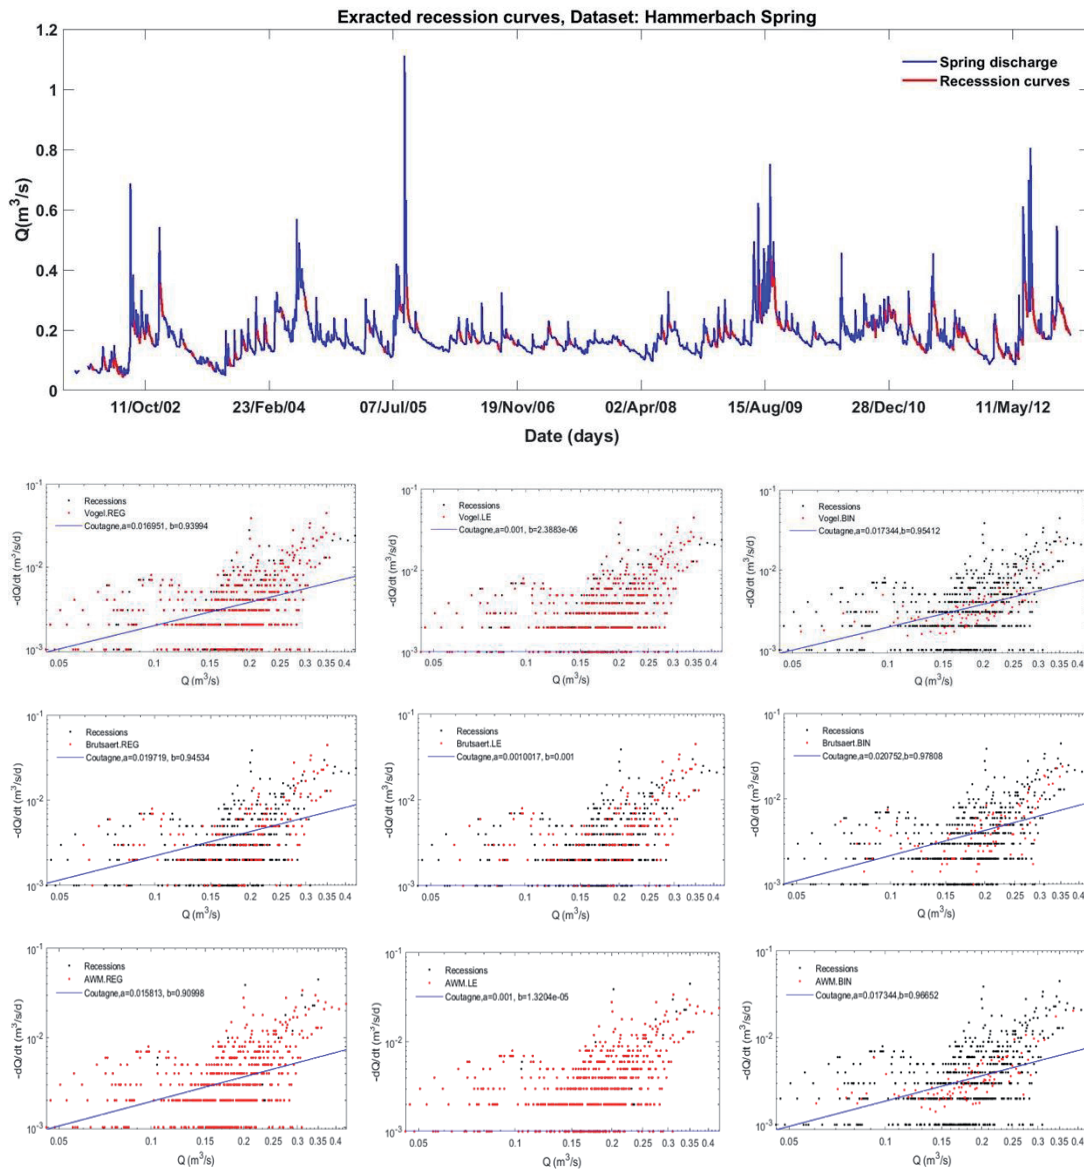 Exracted recession curves, Dataset: Hammerbach Spring
1.2
1
0.8
0.6
0.4
0.2
0
Q(m³/s)
Spring discharge
Recesssion curves
11/Oct/02 23/Feb/04 07/Jul/05 19/Nov/06 02/Apr/08 15/Aug/09 28/Dec/10 11/May/12
Date (days)
10⁻¹
10⁻²
10⁻³
-dQ/dt (m³/s/d)
Recessions
Vogel.REG
Coutagne,a=0.016951, b=0.93994
0.05 0.1 0.15 0.2 0.25 0.3 0.35 0.4
Q (m³/s)
10⁻¹
10⁻²
10⁻³
-dQ/dt (m³/s/d)
Recessions
Vogel.LE
Coutagne,a=0.001, b=2.3883e-06
0.05 0.1 0.15 0.2 0.25 0.3 0.35 0.4
Q (m³/s)
10⁻¹
10⁻²
10⁻³
-dQ/dt (m³/s/d)
Recessions
Vogel.BIN
Coutagne,a=0.017344,b=0.95412
0.05 0.1 0.15 0.2 0.25 0.3 0.35 0.4
Q (m³/s)
10⁻¹
10⁻²
10⁻³
-dQ/dt (m³/s/d)
Recessions
Brutsaert.REG
Coutagne,a=0.019719, b=0.94534
0.05 0.1 0.15 0.2 0.25 0.3 0.35 0.4
Q (m³/s)
10⁻¹
10⁻²
10⁻³
-dQ/dt (m³/s/d)
Recessions
Brutsaert.LE
Coutagne,a=0.0010017, b=0.001
0.05 0.1 0.15 0.2 0.25 0.3 0.35 0.4
Q (m³/s)
10⁻¹
10⁻²
10⁻³
-dQ/dt (m³/s/d)
Recessions
Brutsaert.BIN
Coutagne,a=0.020752,b=0.97808
0.05 0.1 0.15 0.2 0.25 0.3 0.35 0.4
Q (m³/s)
10⁻¹
10⁻²
10⁻³
-dQ/dt (m³/s/d)
Recessions
AWM.REG
Coutagne,a=0.015813, b=0.90998
0.05 0.1 0.15 0.2 0.25 0.3 0.35 0.4
Q (m³/s)
10⁻¹
10⁻²
10⁻³
-dQ/dt (m³/s/d)
Recessions
AWM.LE
Coutagne,a=0.001, b=1.3204e-05
0.05 0.1 0.15 0.2 0.25 0.3 0.35 0.4
Q (m³/s)
10⁻¹
10⁻²
10⁻³
-dQ/dt (m³/s/d)
Recessions
AWM.BIN
Coutagne,a=0.017344,b=0.96652
0.05 0.1 0.15 0.2 0.25 0.3 0.35 0.4
Q (m³/s)